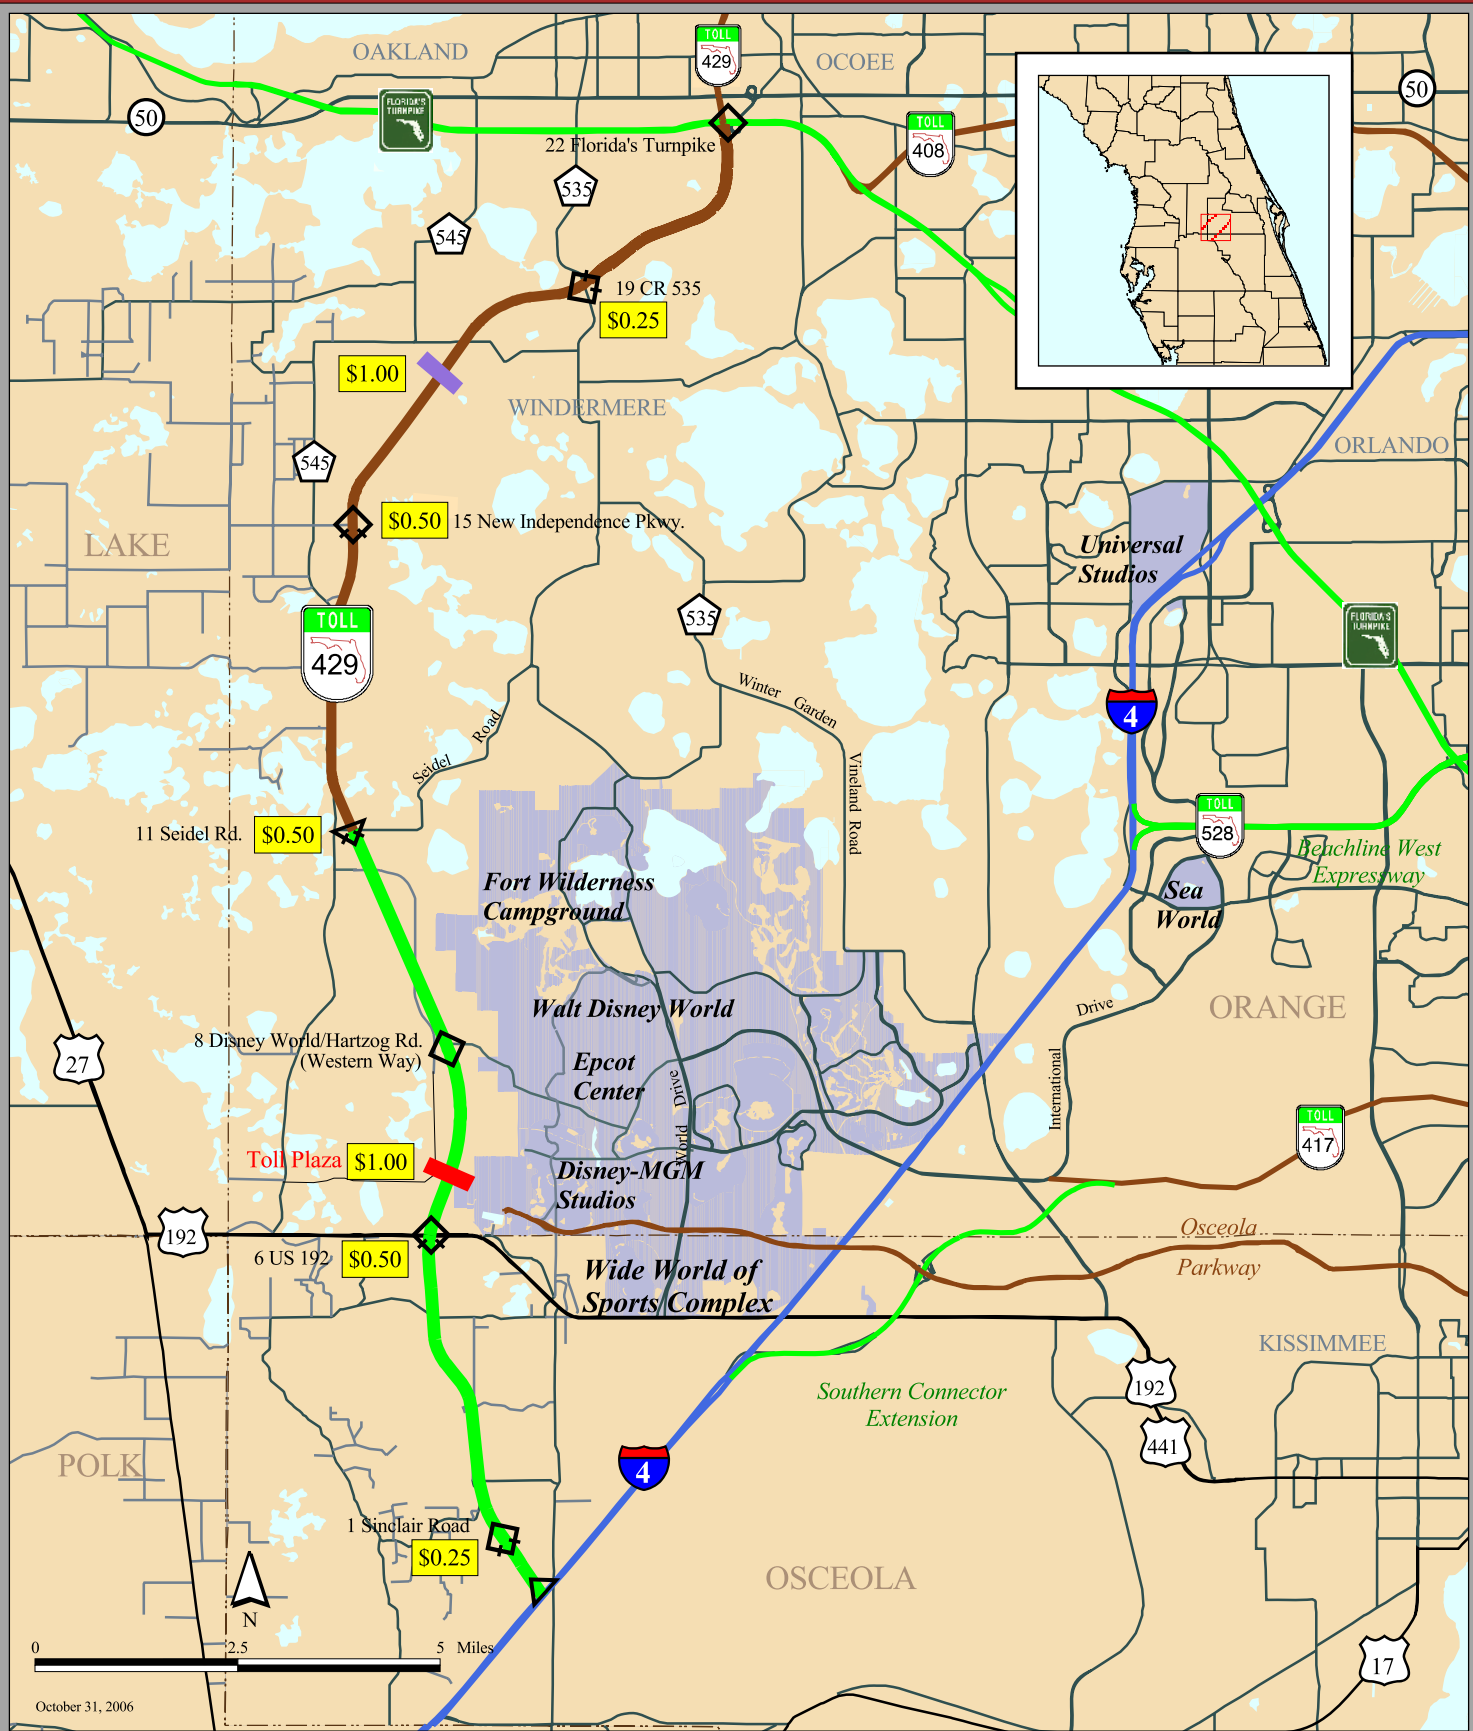 OAKLAND
TOLL
429
OCOEE
50
FLORIDA'S
TURNPIKE
50
TOLL
408
22 Florida's Turnpike
535
545
19 CR 535
$0.25
$1.00
WINDERMERE
ORLANDO
545
$0.50
15 New Independence Pkwy.
LAKE
Universal
Studios
TOLL
429
535
FLORIDA'S
TURNPIKE
Winter Garden
Vineland Road
4
Seidel Road
11 Seidel Rd.
$0.50
TOLL
528
Beachline West
Expressway
Fort Wilderness
Campground
Sea
World
Walt Disney World
Drive
International
ORANGE
8 Disney World/Hartzog Rd.
(Western Way)
27
Epcot
Center
World Drive
TOLL
417
Toll Plaza
$1.00
Disney-MGM
Studios
192
Osceola
Parkway
6 US 192
$0.50
Wide World of
Sports Complex
KISSIMMEE
192
441
Southern Connector
Extension
POLK
4
1 Sinclair Road
$0.25
OSCEOLA
N
0
2.5
5 Miles
17
October 31, 2006